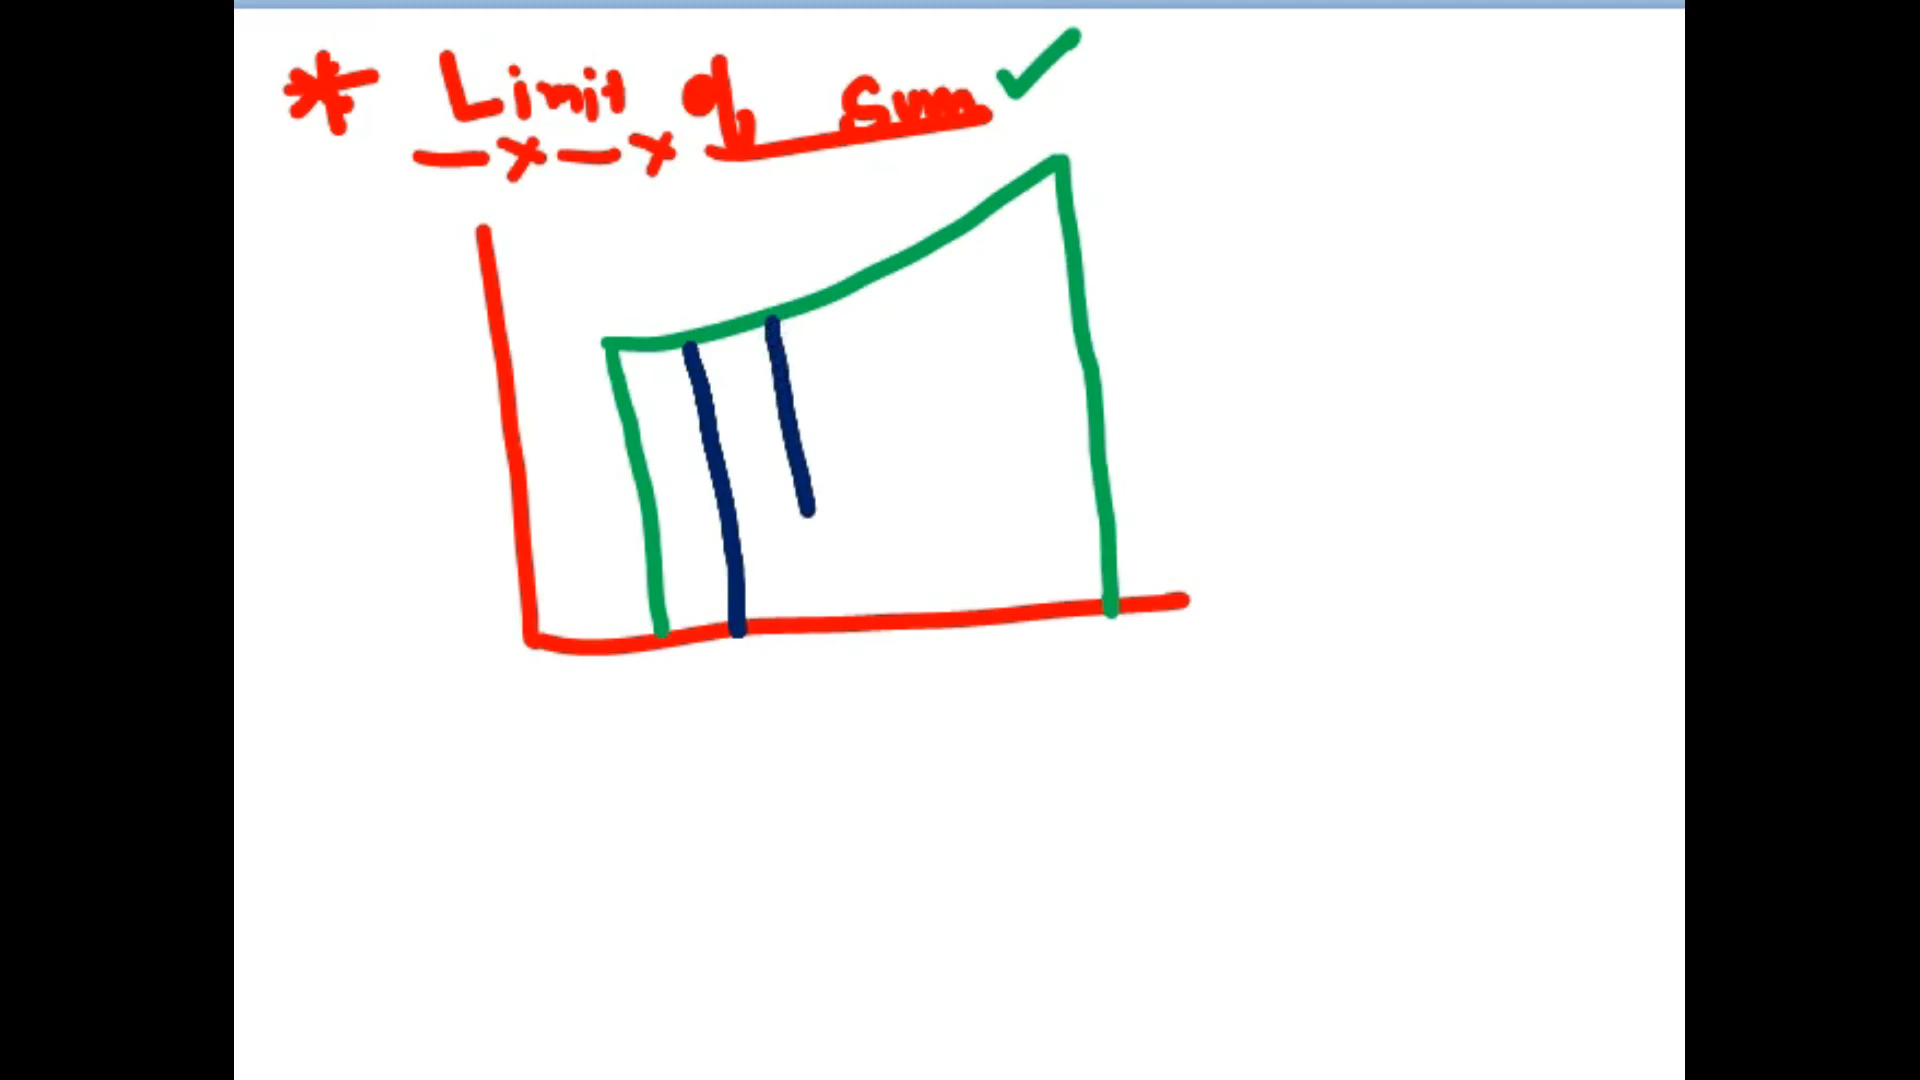 * Limit of sum ✓